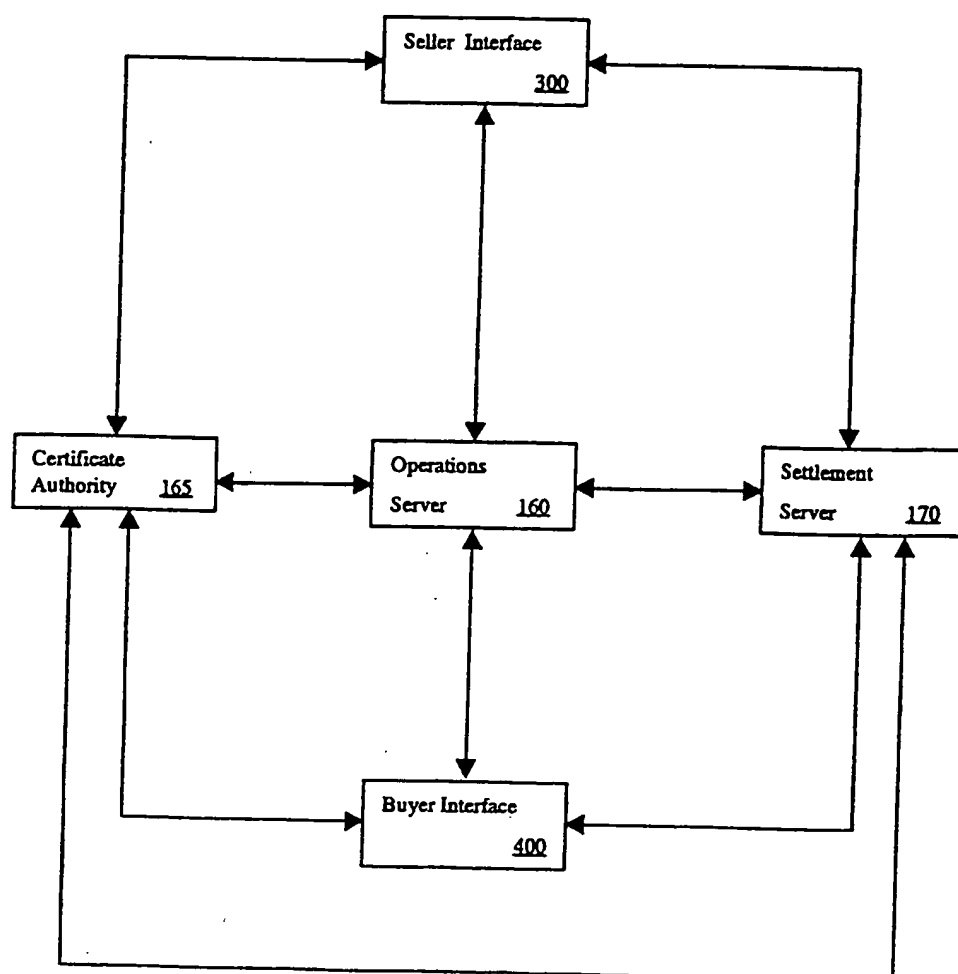 Seller Interface
300
Certificate
Authority 165
Operations
Server 160
Settlement
Server 170
Buyer Interface
400